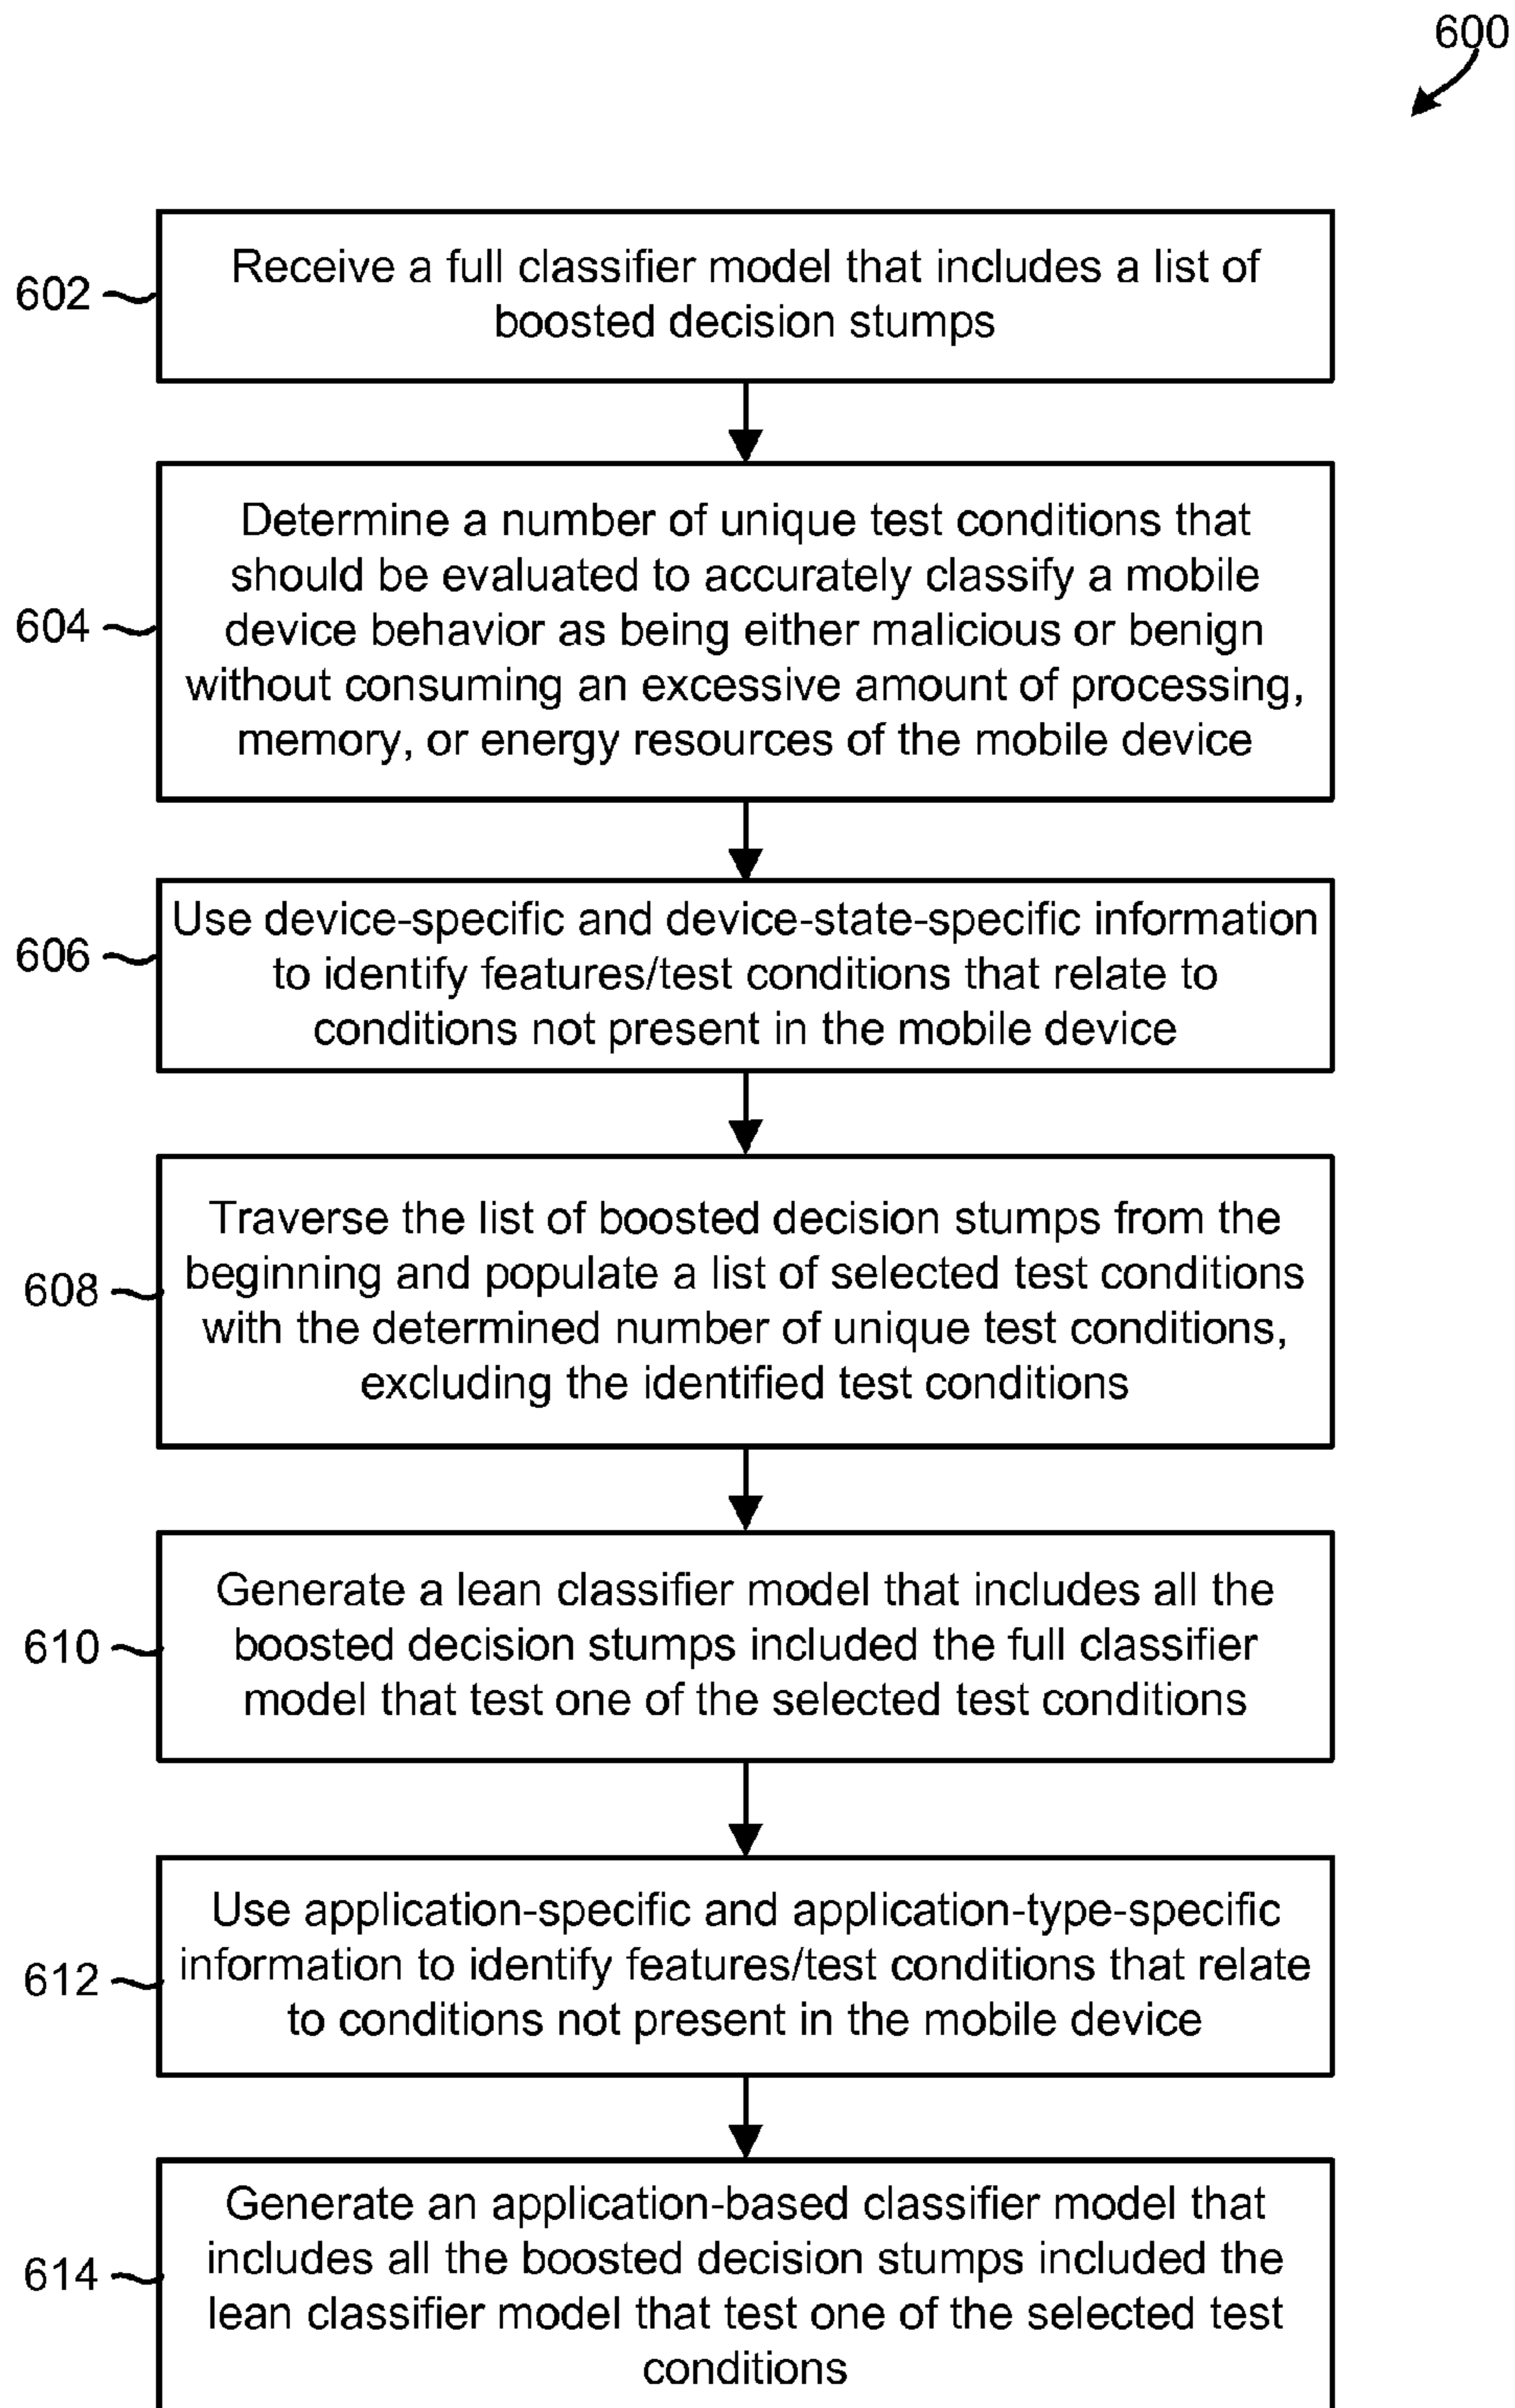 600
602
Receive a full classifier model that includes a list of
boosted decision stumps
604
Determine a number of unique test conditions that
should be evaluated to accurately classify a mobile
device behavior as being either malicious or benign
without consuming an excessive amount of processing,
memory, or energy resources of the mobile device
606
Use device-specific and device-state-specific information
to identify features/test conditions that relate to
conditions not present in the mobile device
608
Traverse the list of boosted decision stumps from the
beginning and populate a list of selected test conditions
with the determined number of unique test conditions,
excluding the identified test conditions
610
Generate a lean classifier model that includes all the
boosted decision stumps included the full classifier
model that test one of the selected test conditions
612
Use application-specific and application-type-specific
information to identify features/test conditions that relate
to conditions not present in the mobile device
614
Generate an application-based classifier model that
includes all the boosted decision stumps included the
lean classifier model that test one of the selected test
conditions